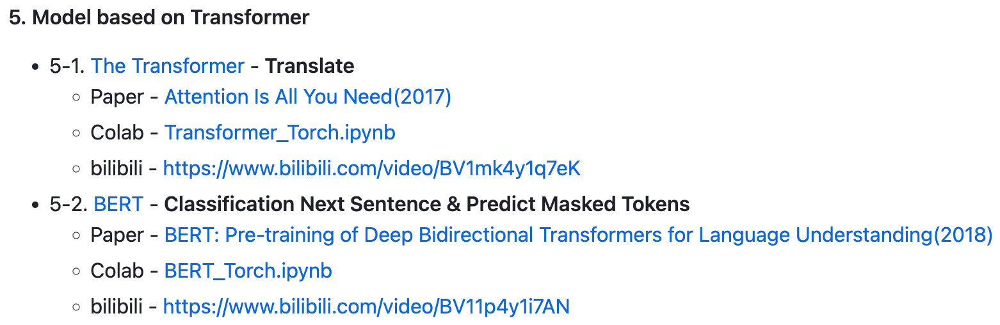 5. Model based on Transformer
• 5-1. The Transformer - Translate
◦ Paper - Attention Is All You Need(2017)
◦ Colab - Transformer_Torch.ipynb
◦ bilibili - https://www.bilibili.com/video/BV1mk4y1q7eK
• 5-2. BERT - Classification Next Sentence & Predict Masked Tokens
◦ Paper - BERT: Pre-training of Deep Bidirectional Transformers for Language Understanding(2018)
◦ Colab - BERT_Torch.ipynb
◦ bilibili - https://www.bilibili.com/video/BV11p4y1i7AN